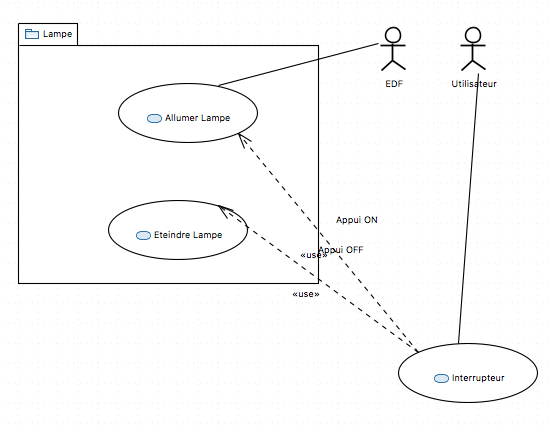 Lampe
EDF
Utilisateur
Allumer Lampe
Appui ON
Eteindre Lampe
Appui OFF
«use»
«use»
Interrupteur